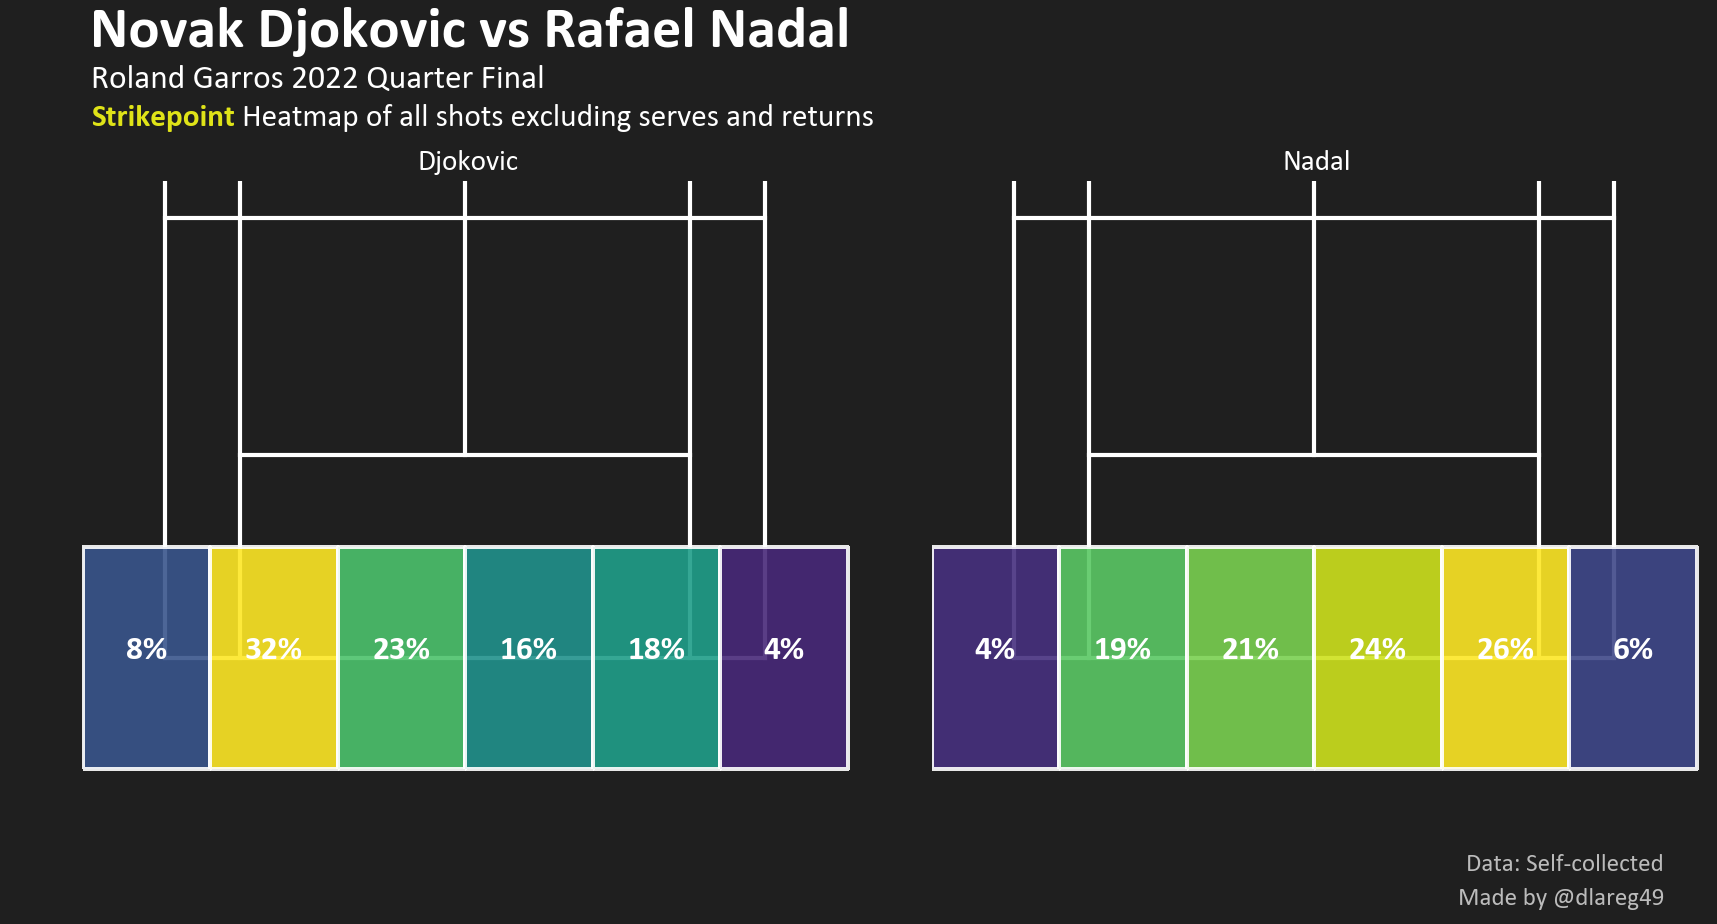 Novak Djokovic vs Rafael Nadal
Roland Garros 2022 Quarter Final
Strikepoint Heatmap of all shots excluding serves and returns
Djokovic
Nadal
8% 32% 23% 16% 18% 4%
4% 19% 21% 24% 26% 6%
Data: Self-collected
Made by @dlareg49